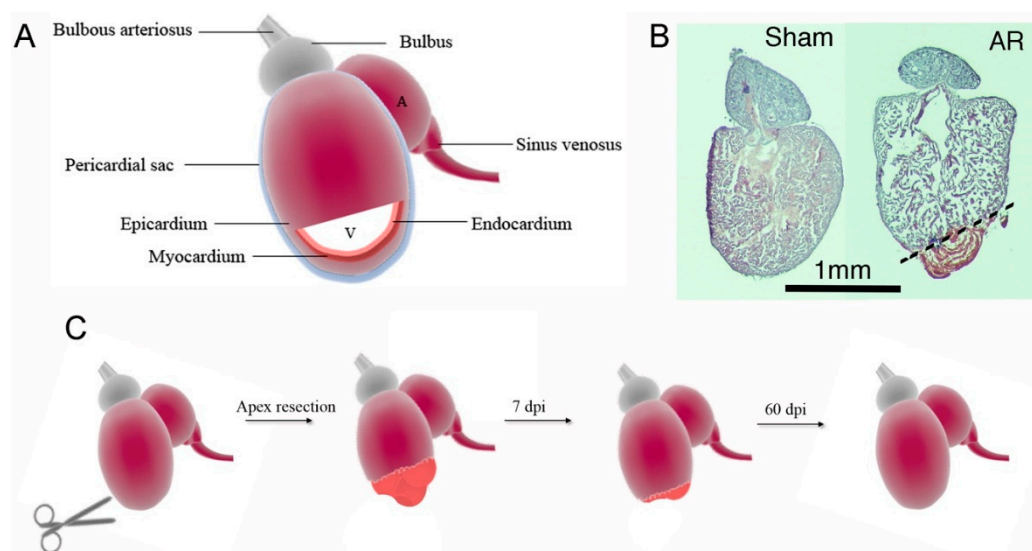 A
Bulbous arteriosus
Bulbus
A
Sinus venosus
Pericardial sac
Epicardium
Endocardium
V
Myocardium
B
Sham
AR
1mm
C
Apex resection
7 dpi
60 dpi